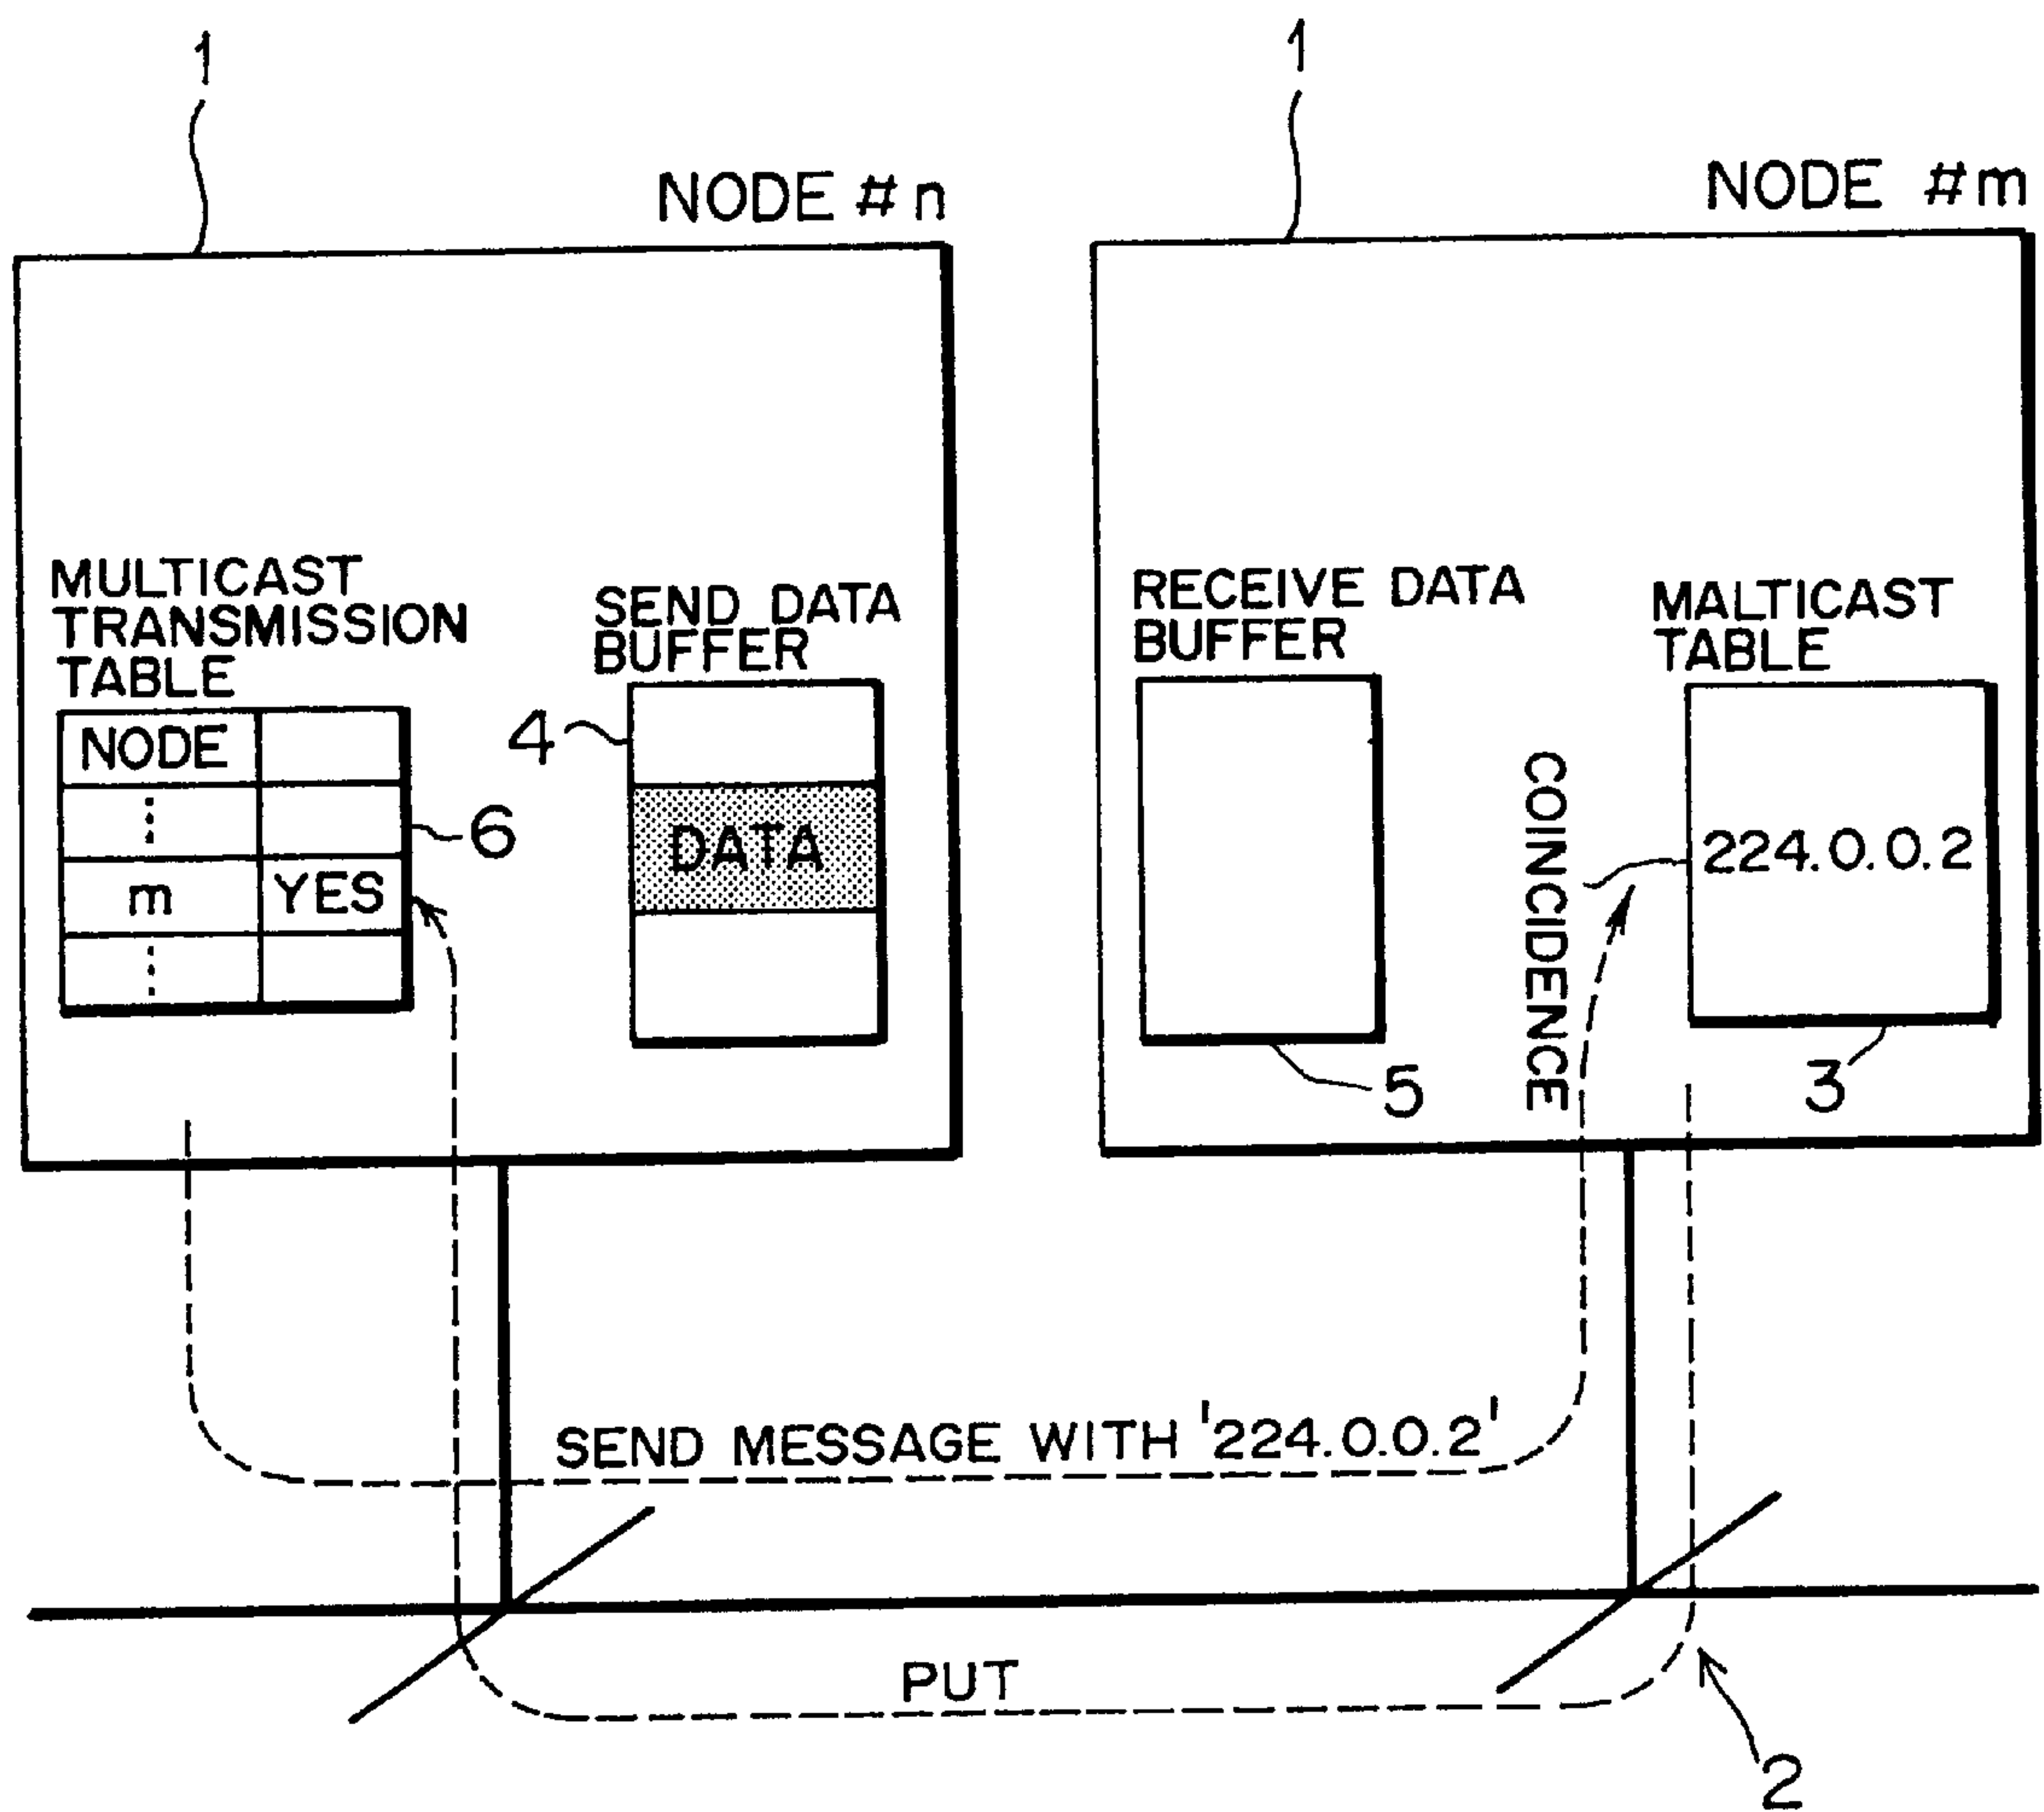 1
1
NODE #n
NODE #m
MULTICAST
TRANSMISSION
TABLE
SEND DATA
BUFFER
RECEIVE DATA
BUFFER
MALTICAST
TABLE
NODE
4
6
DATA
m
YES
COINCIDENCE
224.0.0.2
5
3
SEND MESSAGE WITH '224.0.0.2'
PUT
2